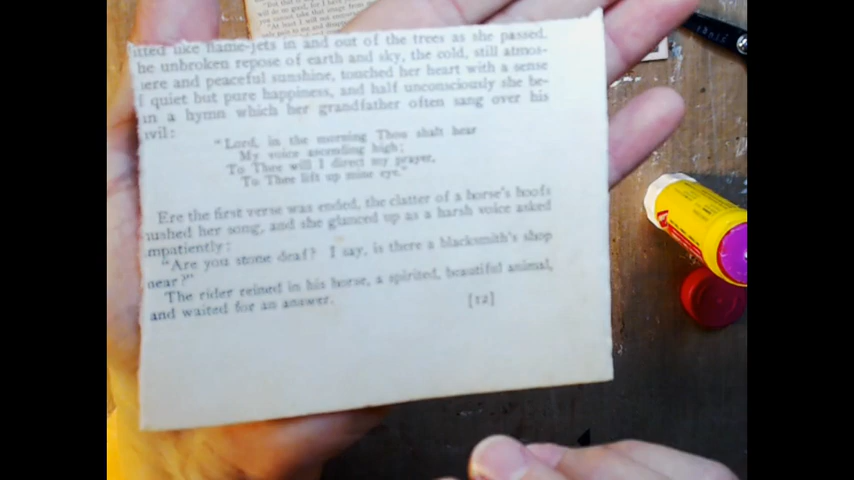 itted like flame-jets in and out of the trees as she passed.
he unbroken repose of earth and sky, the cold, still atmos-
ere and peaceful sunshine, touched her heart with a sense
f quiet but pure happiness, and half unconsciously she be-
n a hymn which her grandfather often sang over his
vil:
"Lord, in the morning Thou shalt hear
My voice ascending high;
To Thee will I direct my prayer,
To Thee lift up mine eye."
Ere the first verse was ended, the clatter of a horse's hoofs
ushed her song, and she glanced up as a harsh voice asked
mpatiently:
"Are you stone deaf? I say, is there a blacksmith's shop
near?"
The rider reined in his horse, a spirited, beautiful animal,
and waited for an answer.
[12]